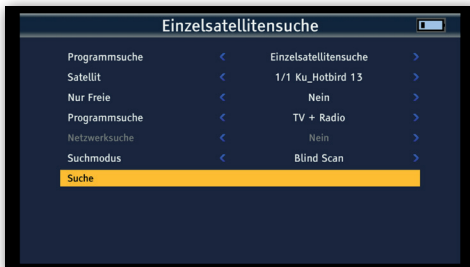 Einzelsatellitensuche
Programmsuche < Einzelsatellitensuche >
Satellit < 1/1 Ku_Hotbird 13 >
Nur Freie < Nein >
Programmsuche < TV + Radio >
Netzwerksuche < Nein >
Suchmodus < Blind Scan >
Suche